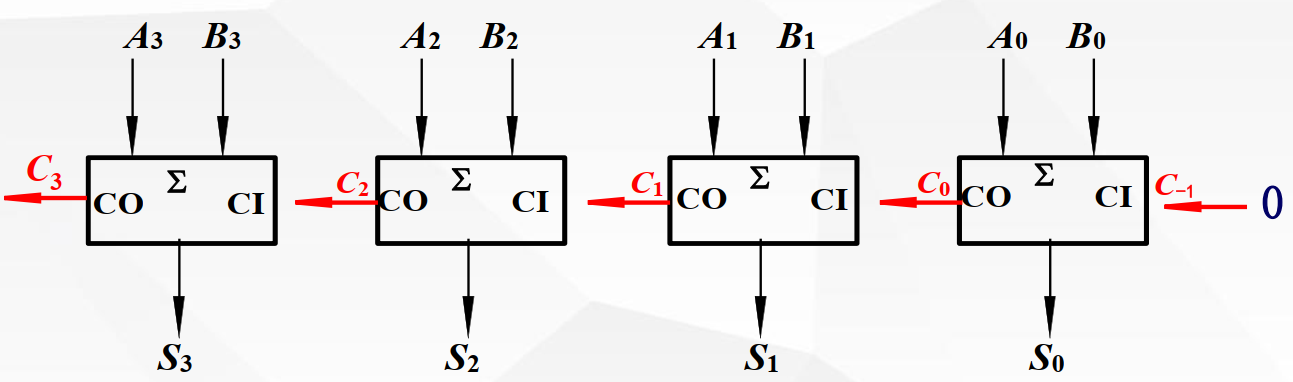 A3 B3 A2 B2 A1 B1 A0 B0
C3 CO Σ CI C2 CO Σ CI C1 CO Σ CI C0 CO Σ CI C−1 0
S3 S2 S1 S0